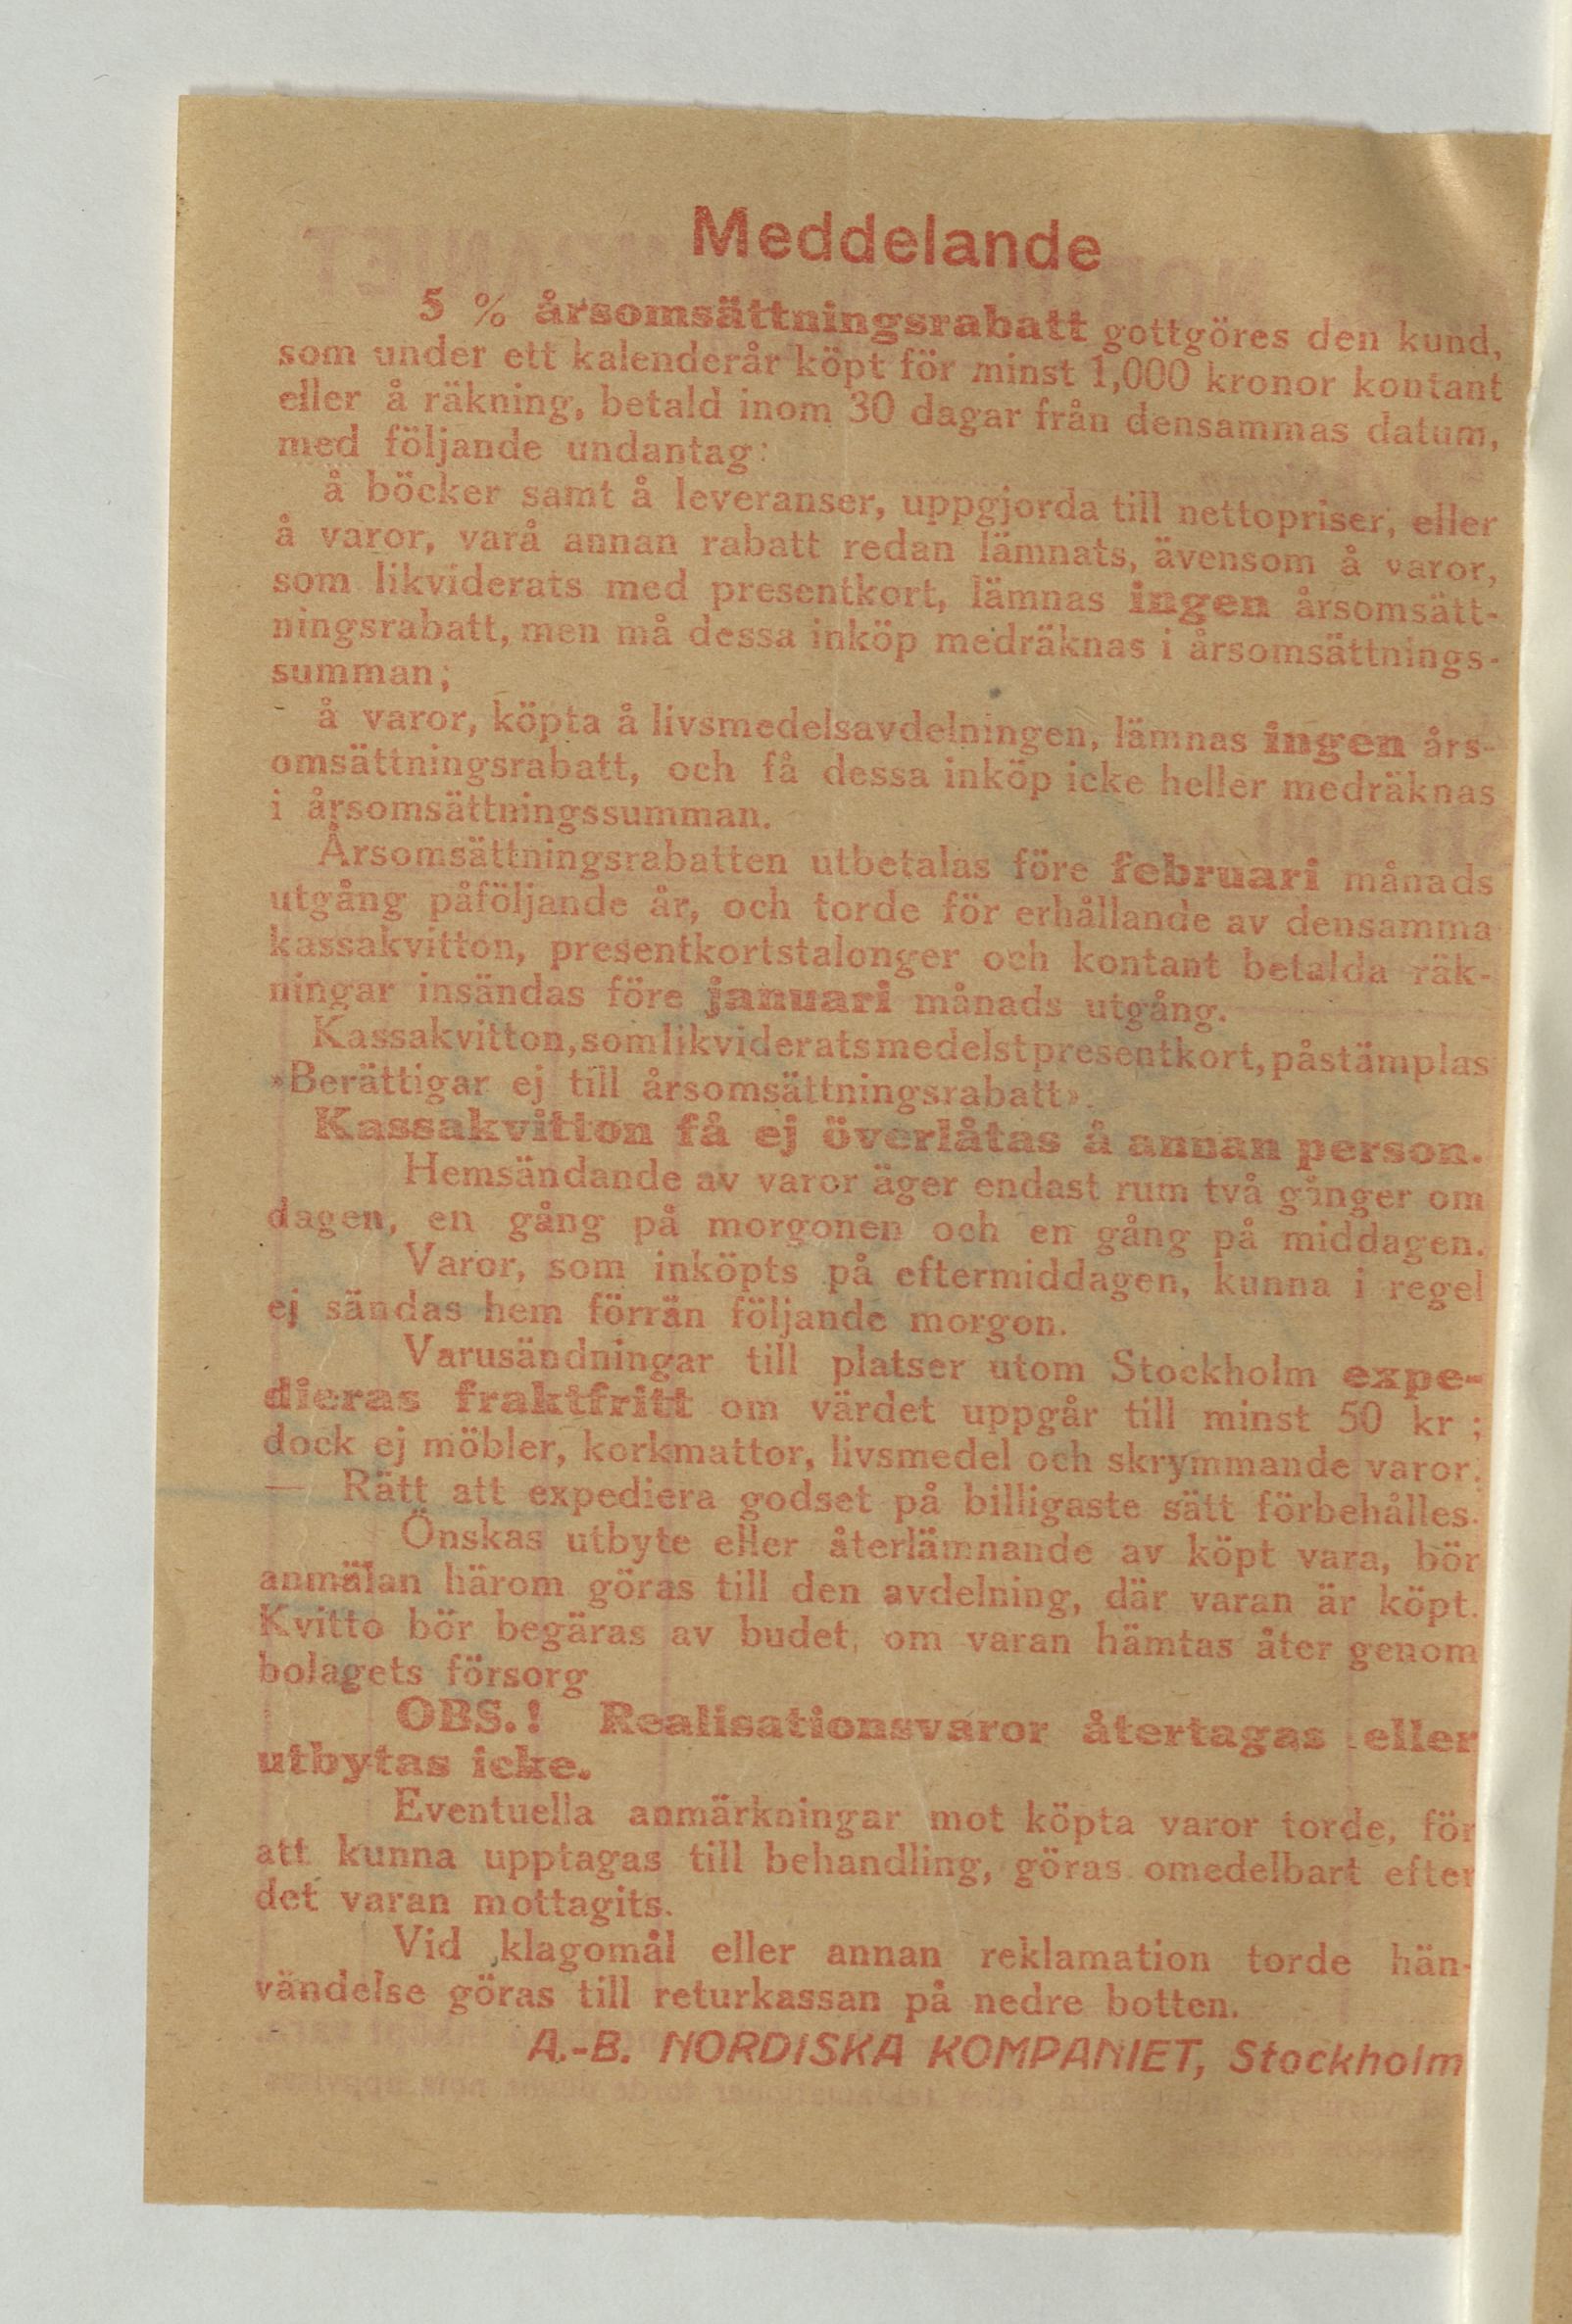 Meddelande
5 % årsomsättningsrabatt gottgöres den kund,
som under ett kalenderår köpt för minst 1,000 kronor kontant
eller å räkning, betald inom 30 dagar från densammas datum,
med följande undantag:
å böcker samt å leveranser, uppgjorda till nettopriser, eller
å varor, varå annan rabatt redan lämnats, ävensom å varor,
som likviderats med presentkort, lämnas ingen årsomsätt-
ningsrabatt, men må dessa inköp medräknas i årsomsättnings-
summan;
å varor, köpta å livsmedelsavdelningen, lämnas ingen års-
omsättningsrabatt, och få dessa inköp icke heller medräknas
i årsomsättningssumman.
Årsomsättningsrabatten utbetalas före februari månads
utgång påföljande år, och torde för erhållande av densamma
kassakvitton, presentkortstalonger och kontant betalda räk-
ningar insändas före januari månads utgång.
Kassakvitton, som likviderats medelst presentkort, påstämplas
»Berättigar ej till årsomsättningsrabatt».
Kassakvitton få ej överlåtas å annan person.
Hemsändande av varor äger endast rum två gånger om
dagen, en gång på morgonen och en gång på middagen.
Varor, som inköpts på eftermiddagen, kunna i regel
ej sändas hem förrän följande morgon.
Varusändningar till platser utom Stockholm expe-
dieras fraktfritt om värdet uppgår till minst 50 kr ;
dock ej möbler, korkmattor, livsmedel och skrymmande varor.
— Rätt att expediera godset på billigaste sätt förbehålles.
Önskas utbyte eller återlämnande av köpt vara, bör
anmälan härom göras till den avdelning, där varan är köpt.
Kvitto bör begäras av budet, om varan hämtas åter genom
bolagets försorg
OBS.! Realisationsvaror återtagas eller
utbytas icke.
Eventuella anmärkningar mot köpta varor torde, för
att kunna upptagas till behandling, göras omedelbart efter
det varan mottagits.
Vid klagomål eller annan reklamation torde hän-
vändelse göras till returkassan på nedre botten.
A.-B. NORDISKA KOMPANIET, Stockholm